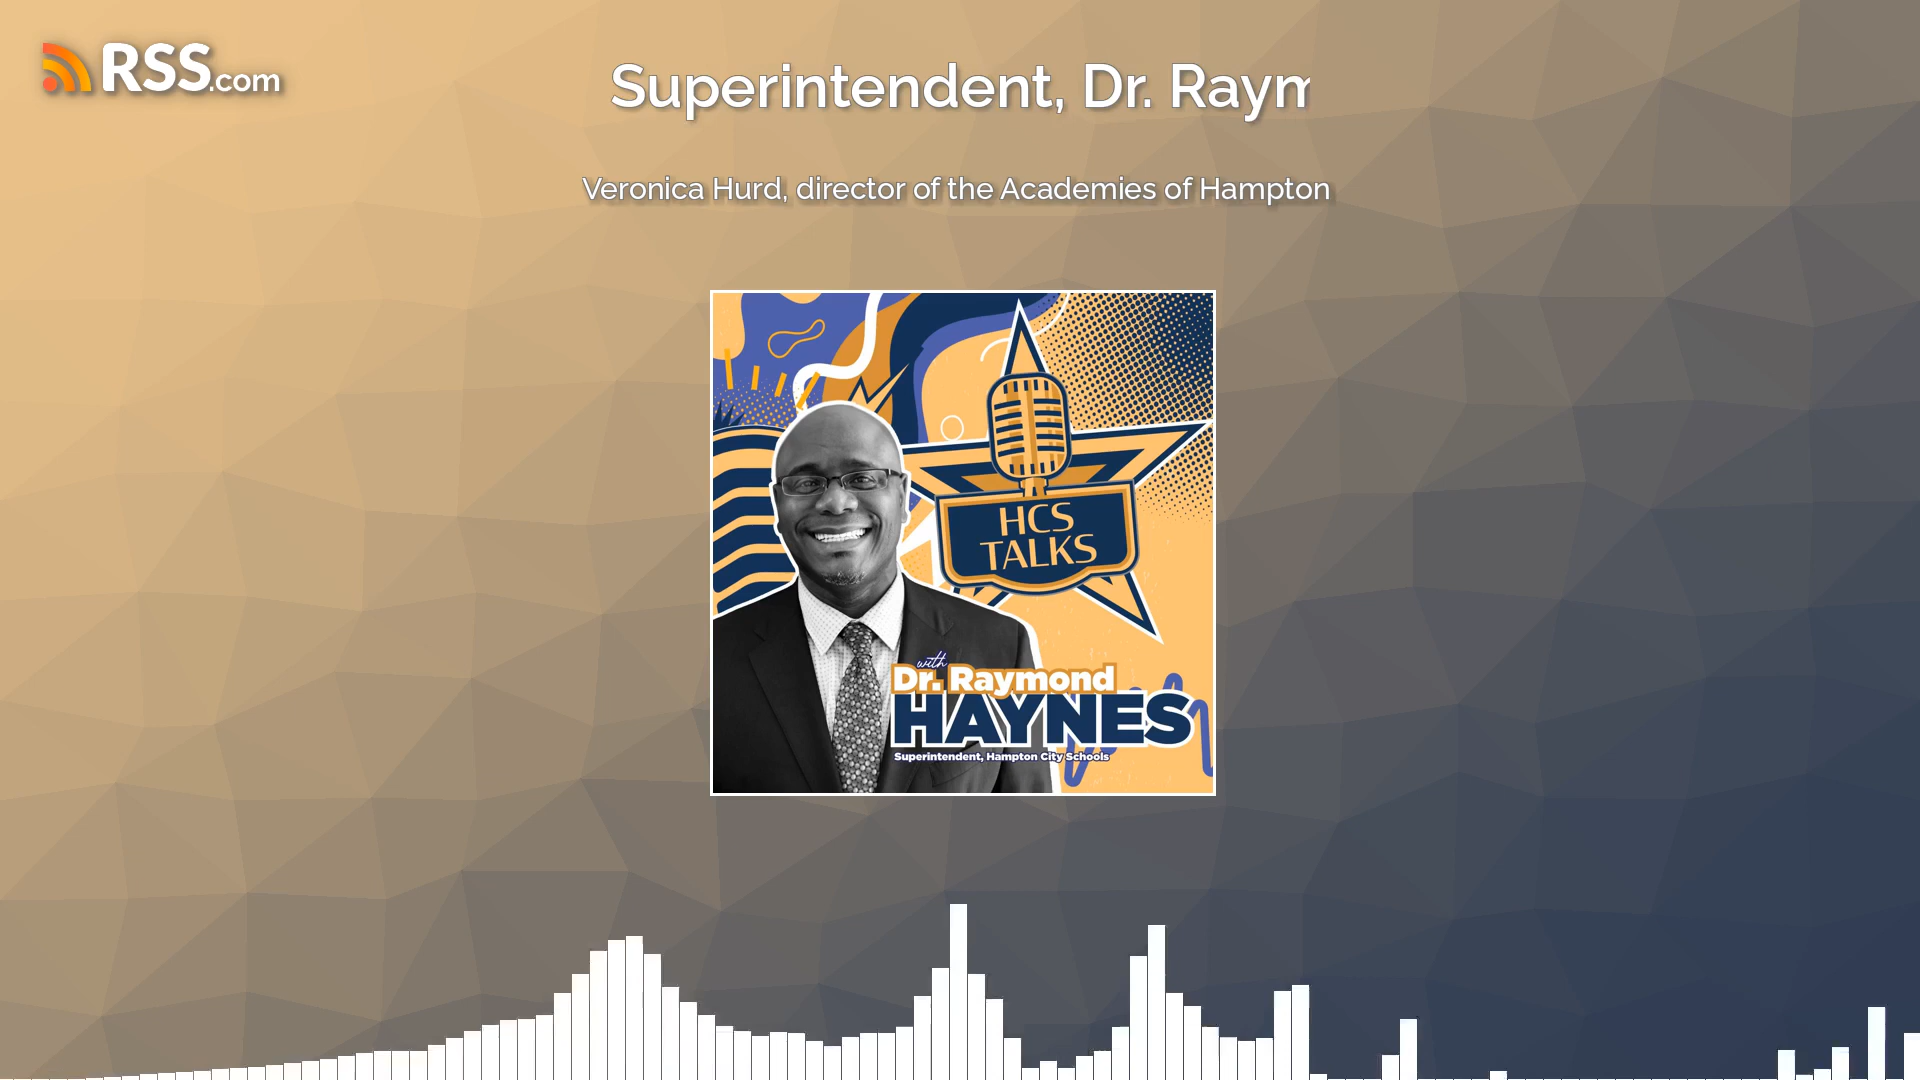 RSS.com
Superintendent, Dr. Raym
Veronica Hurd, director of the Academies of Hampton
HCS
TALKS
with
Dr. Raymond
HAYNES
Superintendent, Hampton City Schools